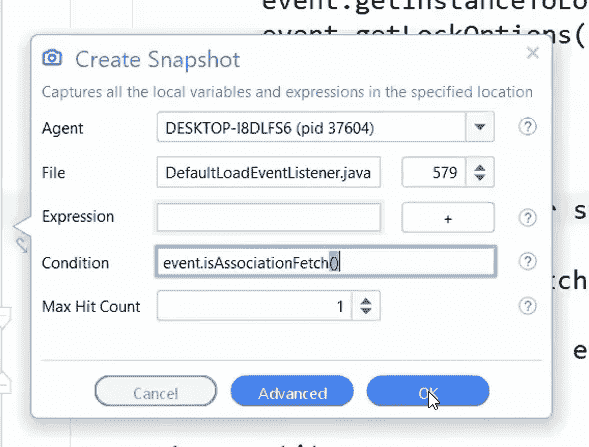 event.getInstanceToLo
event.getLockOptions(
Create Snapshot
Captures all the local variables and expressions in the specified location
Agent DESKTOP-I8DLFS6 (pid 37604) ?
File DefaultLoadEventListener.java 579
Expression + ?
Condition event.isAssociationFetch() ?
Max Hit Count 1 ?
Cancel Advanced OK
s
tch
e